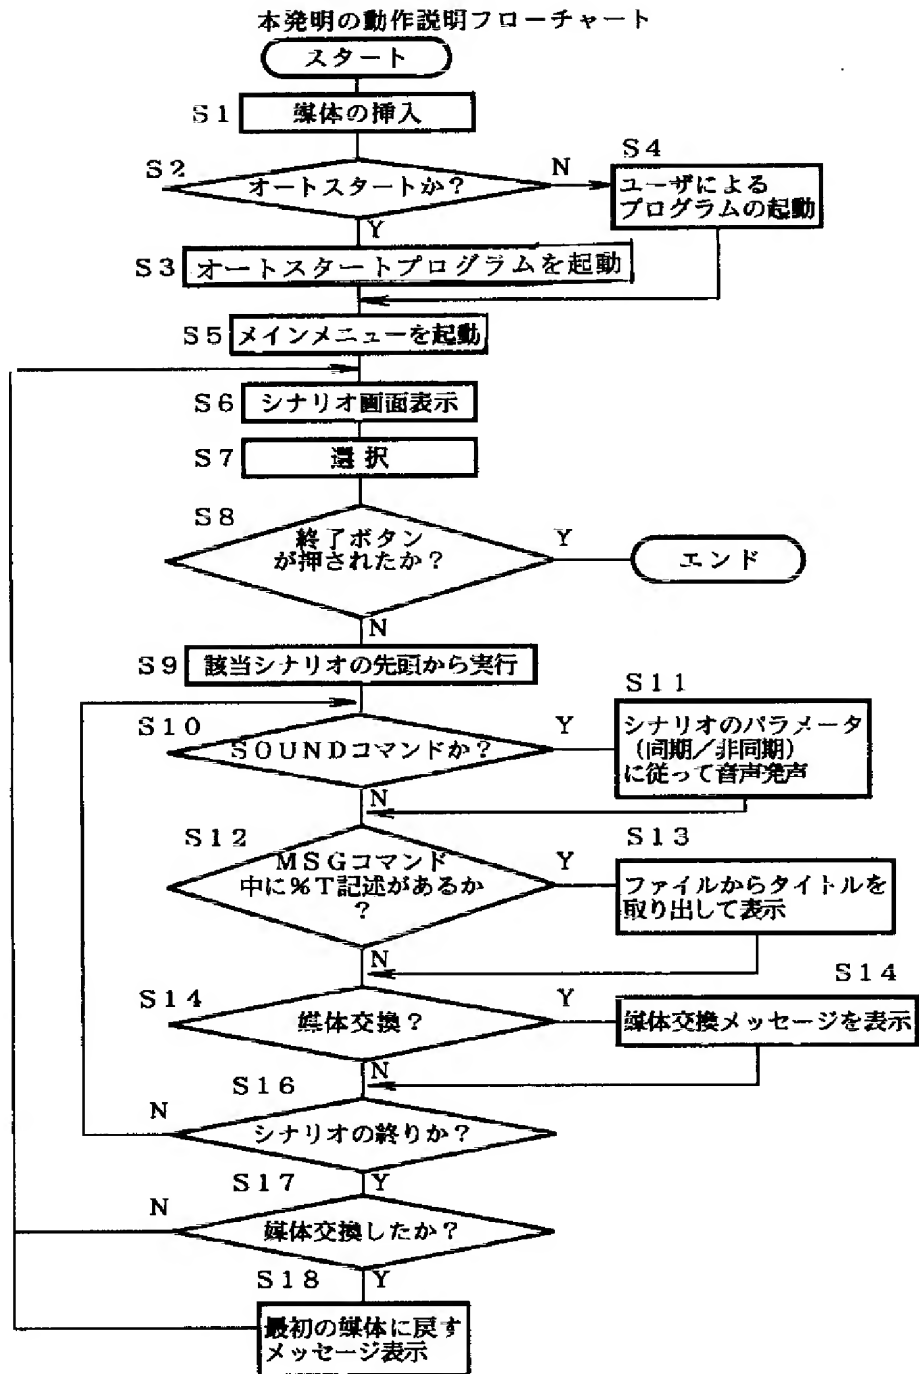 本発明の動作説明フローチャート
スタート
S1
媒体の挿入
S2
オートスタートか?
N
S4
ユーザによる
プログラムの起動
Y
S3
オートスタートプログラムを起動
S5
メインメニューを起動
S6
シナリオ画面表示
S7
選択
S8
終了ボタン
が押されたか?
Y
エンド
N
S9
該当シナリオの先頭から実行
S10
SOUNDコマンドか?
Y
S11
シナリオのパラメータ
(同期/非同期)
に従って音声発声
N
S12
MSGコマンド
中に%T記述があるか
?
Y
S13
ファイルからタイトルを
取り出して表示
N
S14
媒体交換?
Y
S14
媒体交換メッセージを表示
N
S16
シナリオの終りか?
N
Y
S17
媒体交換したか?
N
Y
S18
最初の媒体に戻す
メッセージ表示